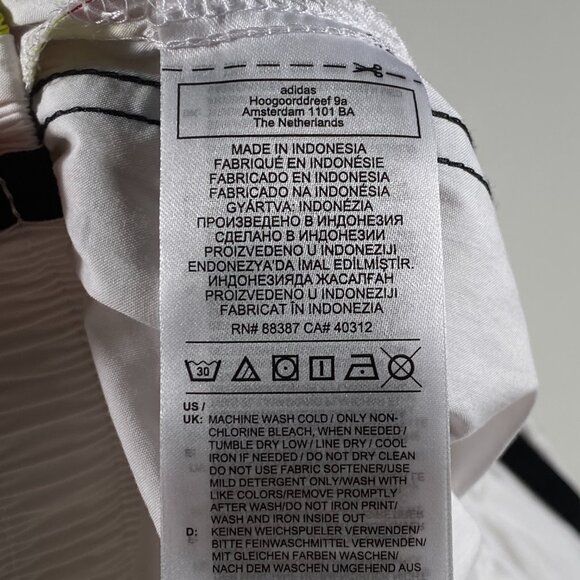 adidas
Hoogoorddreef 9a
Amsterdam 1101 BA
The Netherlands
MADE IN INDONESIA
FABRIQUÉ EN INDONÉSIE
FABRICADO EN INDONESIA
FABRICADO NA INDONÉSIA
GYÁRTVA: INDONÉZIA
ПРОИЗВЕДЕНО В ИНДОНЕЗИЯ
СДЕЛАНО В ИНДОНЕЗИИ
PROIZVEDENO U INDONEZIJI
ENDONEZYA'DA İMAL EDİLMİŞTİR.
ИНДОНЕЗИЯДА ЖАСАЛҒАН
PROIZVEDENO U INDONEZIJI
FABRICAT ÎN INDONEZIA
RN# 88387 CA# 40312
30
US /
UK: MACHINE WASH COLD / ONLY NON-
CHLORINE BLEACH, WHEN NEEDED /
TUMBLE DRY LOW / LINE DRY / COOL
IRON IF NEEDED / DO NOT DRY CLEAN
DO NOT USE FABRIC SOFTENER/USE
MILD DETERGENT ONLY/WASH WITH
LIKE COLORS/REMOVE PROMPTLY
AFTER WASH/DO NOT IRON PRINT/
WASH AND IRON INSIDE OUT
D: KEINEN WEICHSPUELER VERWENDEN/
BITTE FEINWASCHMITTEL VERWENDEN/
MIT GLEICHEN FARBEN WASCHEN/
NACH DEM WASCHEN UMGEHEND AUS